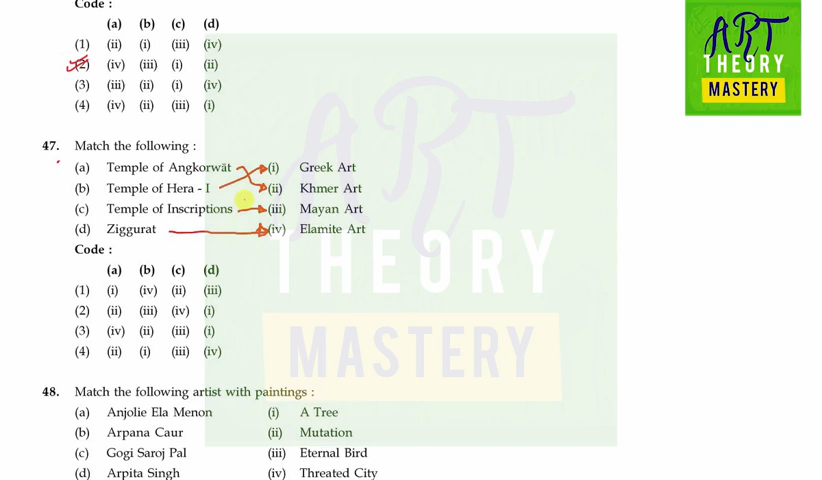 Code :
(a) (b) (c) (d)
(1) (ii) (i) (iii) (iv)
(2) (iv) (iii) (i) (ii)
(3) (iii) (ii) (i) (iv)
(4) (iv) (ii) (iii) (i)
ART
THEORY
MASTERY
47. Match the following :
(a) Temple of Angkorwāt (i) Greek Art
(b) Temple of Hera - I (ii) Khmer Art
(c) Temple of Inscriptions (iii) Mayan Art
(d) Ziggurat (iv) Elamite Art
Code :
(a) (b) (c) (d)
(1) (i) (iv) (ii) (iii)
(2) (ii) (iii) (iv) (i)
(3) (iv) (ii) (iii) (i)
(4) (ii) (i) (iii) (iv)
ART
THEORY
MASTERY
48. Match the following artist with paintings :
(a) Anjolie Ela Menon (i) A Tree
(b) Arpana Caur (ii) Mutation
(c) Gogi Saroj Pal (iii) Eternal Bird
(d) Arpita Singh (iv) Threated City